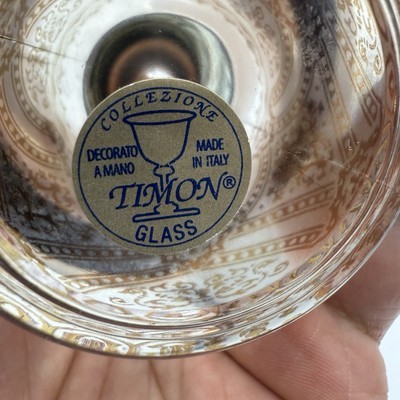 COLLEZIONE
DECORATO A MANO
MADE IN ITALY
TIMON®
GLASS